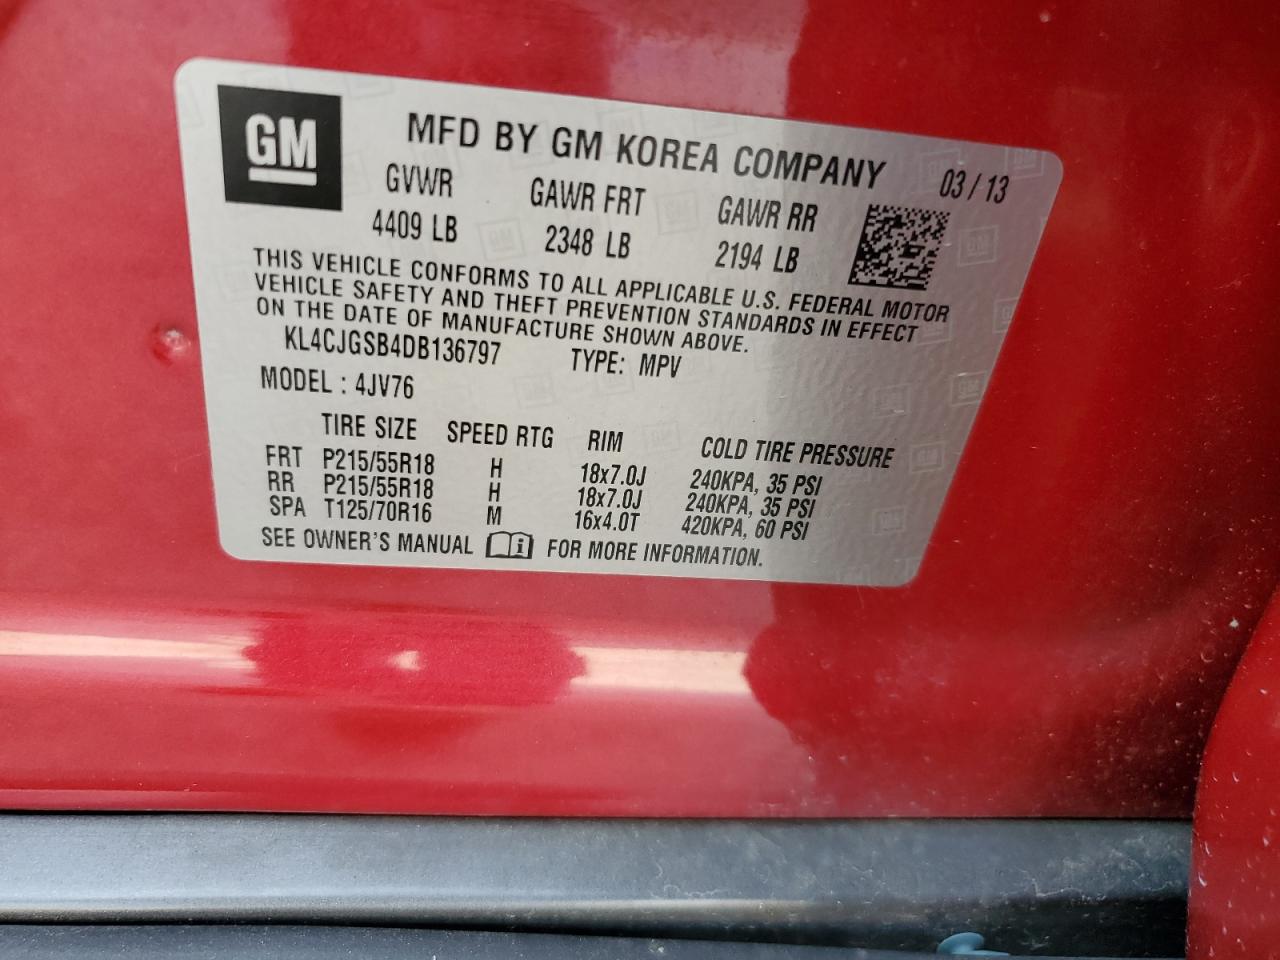 GM
MFD BY GM KOREA COMPANY 03 / 13
GVWR GAWR FRT GAWR RR
4409 LB 2348 LB 2194 LB
THIS VEHICLE CONFORMS TO ALL APPLICABLE U.S. FEDERAL MOTOR
VEHICLE SAFETY AND THEFT PREVENTION STANDARDS IN EFFECT
ON THE DATE OF MANUFACTURE SHOWN ABOVE.
KL4CJGSB4DB136797 TYPE: MPV
MODEL : 4JV76
TIRE SIZE SPEED RTG RIM COLD TIRE PRESSURE
FRT P215/55R18 H 18x7.0J 240KPA, 35 PSI
RR P215/55R18 H 18x7.0J 240KPA, 35 PSI
SPA T125/70R16 M 16x4.0T 420KPA, 60 PSI
SEE OWNER'S MANUAL FOR MORE INFORMATION.